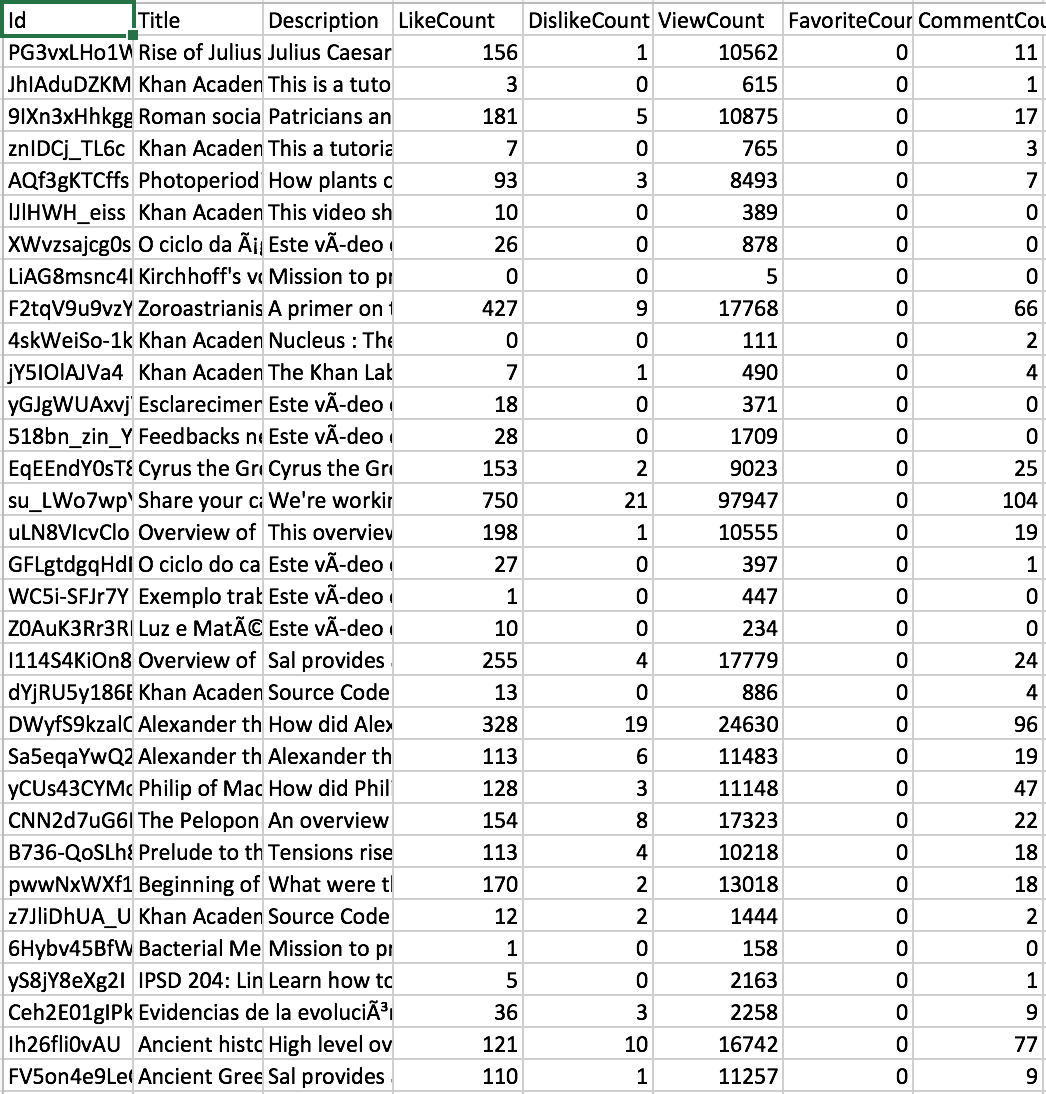 Id Title Description LikeCount DislikeCount ViewCount FavoriteCour CommentCou
PG3vxLHo1W Rise of Julius Julius Caesar 156 1 10562 0 11
JhIAduDZKM Khan Academ This is a tuto 3 0 615 0 1
9IXn3xHhkgg Roman socia Patricians an 181 5 10875 0 17
znIDCj_TL6c Khan Academ This a tutoria 7 0 765 0 3
AQf3gKTCffs Photoperiod How plants c 93 3 8493 0 7
lJlHWH_eiss Khan Academ This video sh 10 0 389 0 0
XWvzsajcg0s O ciclo da Ã¡g Este vÃ-deo 26 0 878 0 0
LiAG8msnc4I Kirchhoff's vo Mission to pr 0 0 5 0 0
F2tqV9u9vzY Zoroastrianis A primer on t 427 9 17768 0 66
4skWeiSo-1k Khan Academ Nucleus : The 0 0 111 0 2
jY5IOlAJVa4 Khan Academ The Khan Lab 7 1 490 0 4
yGJgWUAxvj Esclarecimen Este vÃ-deo 18 0 371 0 0
518bn_zin_Y Feedbacks ne Este vÃ-deo 28 0 1709 0 0
EqEEndY0sT8 Cyrus the Gre Cyrus the Gre 153 2 9023 0 25
su_LWo7wpY Share your ca We're workin 750 21 97947 0 104
uLN8VIcvClo Overview of This overview 198 1 10555 0 19
GFLgtdgqHdI O ciclo do ca Este vÃ-deo 27 0 397 0 1
WC5i-SFJr7Y Exemplo trab Este vÃ-deo 1 0 447 0 0
Z0AuK3Rr3RI Luz e MatÃ© Este vÃ-deo 10 0 234 0 0
I114S4KiOn8 Overview of Sal provides 255 4 17779 0 24
dYjRU5y186E Khan Academ Source Code 13 0 886 0 4
DWyfS9kzalC Alexander th How did Alex 328 19 24630 0 96
Sa5eqaYwQ2 Alexander th Alexander th 113 6 11483 0 19
yCUs43CYMc Philip of Mac How did Phil 128 3 11148 0 47
CNN2d7uG6I The Pelopon An overview 154 8 17323 0 22
B736-QoSLh8 Prelude to th Tensions rise 113 4 10218 0 18
pwwNxWXf1 Beginning of What were tl 170 2 13018 0 18
z7JliDhUA_U Khan Academ Source Code 12 2 1444 0 2
6Hybv45BfW Bacterial Me Mission to pr 1 0 158 0 0
yS8jY8eXg2I IPSD 204: Lin Learn how to 5 0 2163 0 1
Ceh2E01gIPk Evidencias de la evoluciÃ³n 36 3 2258 0 9
Ih26fli0vAU Ancient histo High level ov 121 10 16742 0 77
FV5on4e9Le Ancient Gree Sal provides 110 1 11257 0 9